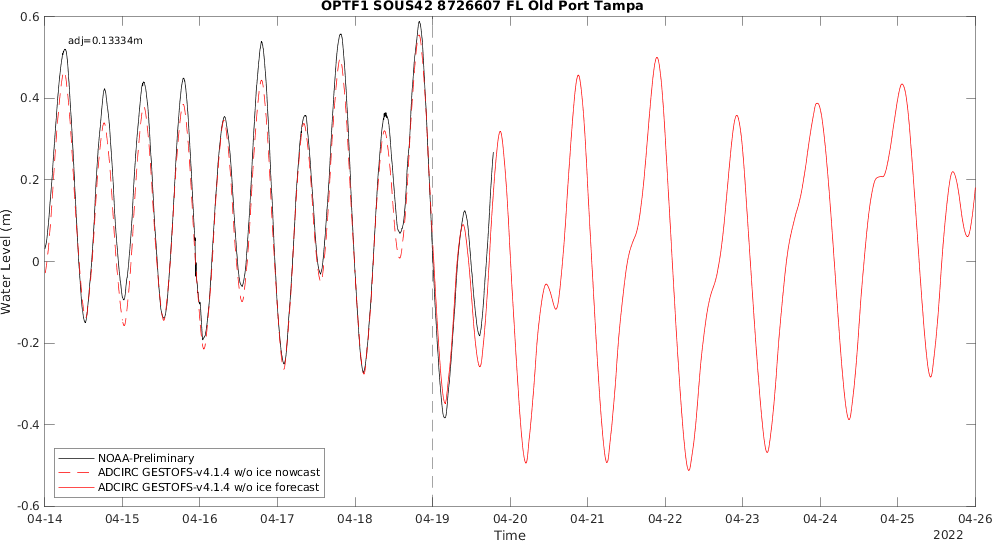 OPTF1 SOUS42 8726607 FL Old Port Tampa
adj=0.13334m
0.6
0.4
0.2
0
-0.2
-0.4
-0.6
Water Level (m)
NOAA-Preliminary
ADCIRC GESTOFS-v4.1.4 w/o ice nowcast
ADCIRC GESTOFS-v4.1.4 w/o ice forecast
04-14 04-15 04-16 04-17 04-18 04-19 04-20 04-21 04-22 04-23 04-24 04-25 04-26
Time
2022